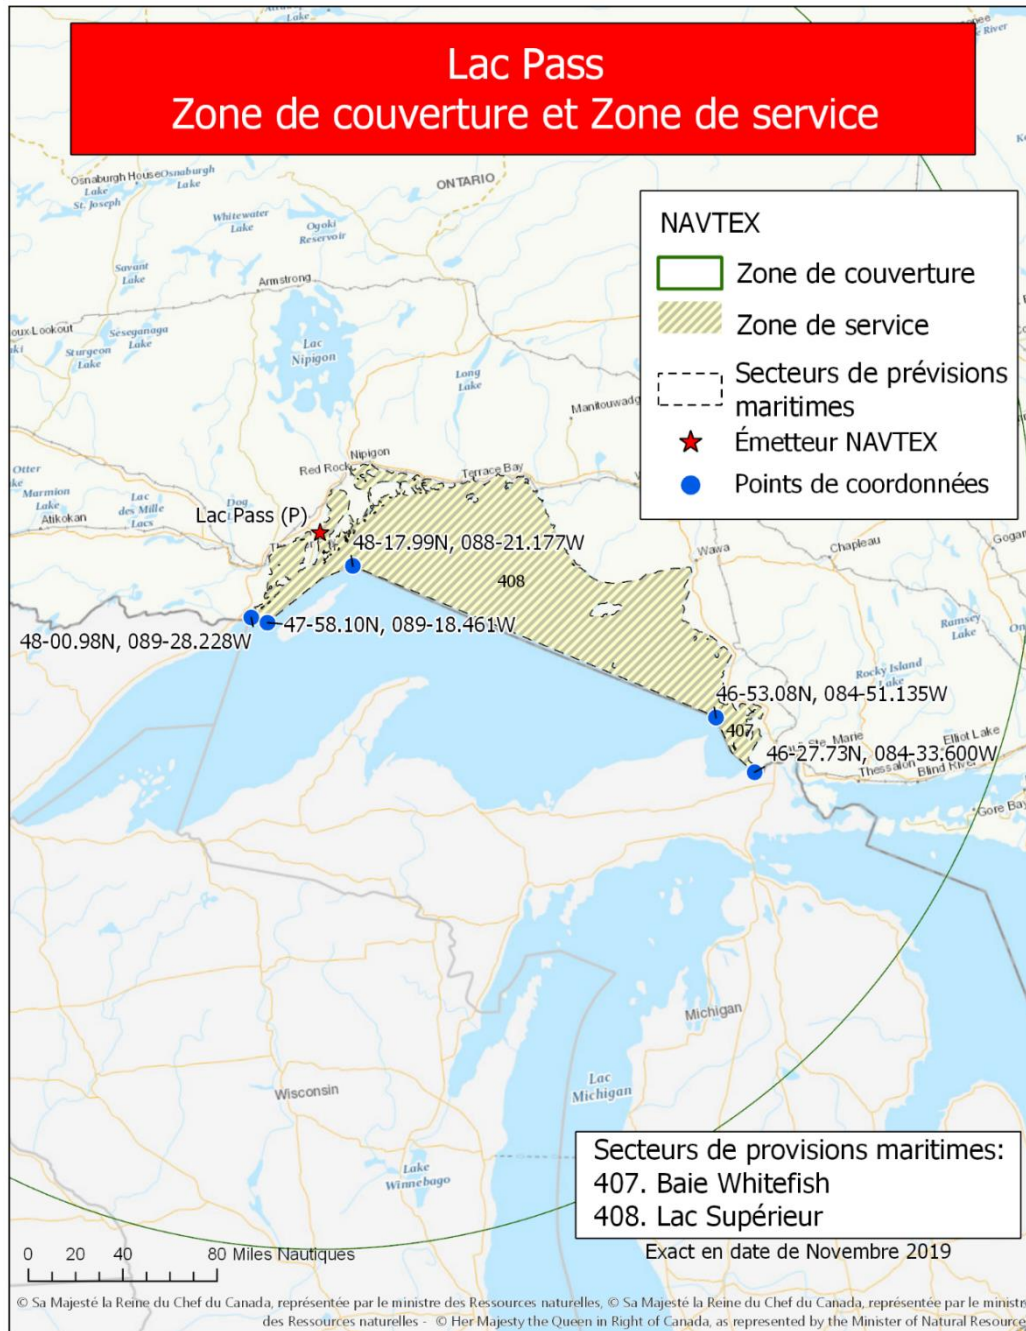 Lac Pass
Zone de couverture et Zone de service
NAVTEX
Zone de couverture
Zone de service
Secteurs de prévisions
maritimes
Émetteur NAVTEX
Points de coordonnées
Osnaburgh House
Osnaburgh
Lake
Lake
St. Joseph
ONTARIO
Whitewater
Lake
Ogoki
Reservoir
Savant
Lake
Armstrong
oux-Lookout
Seseganaga
Lake
Sturgeon
Lake
Lac
Nipigon
Long
Lake
Manitouwadg
Nipigon
Red Rock
Terrace Bay
Otter
Marmion
Lake
Lac
des Mille
Lacs
Dog
Atikokan
Lac Pass (P)
48-17.99N, 088-21.177W
408
Wawa
Chapleau
Gogam
47-58.10N, 089-18.461W
48-00.98N, 089-28.228W
Ramsey
Lake
Rocky Island
Lake
46-53.08N, 084-51.135W
407
Ste. Marie
Elliot Lake
46-27.73N, 084-33.600W
Thessalon
Blind River
Gore Bay
Michigan
Wisconsin
Lac
Michigan
Lake
Winnebago
Secteurs de provisions maritimes:
407. Baie Whitefish
408. Lac Supérieur
0 20 40 80 Miles Nautiques
Exact en date de Novembre 2019
© Sa Majesté la Reine du Chef du Canada, représentée par le ministre des Ressources naturelles, © Sa Majesté la Reine du Chef du Canada, représentée par le ministr
des Ressources naturelles - © Her Majesty the Queen in Right of Canada, as represented by the Minister of Natural Resource